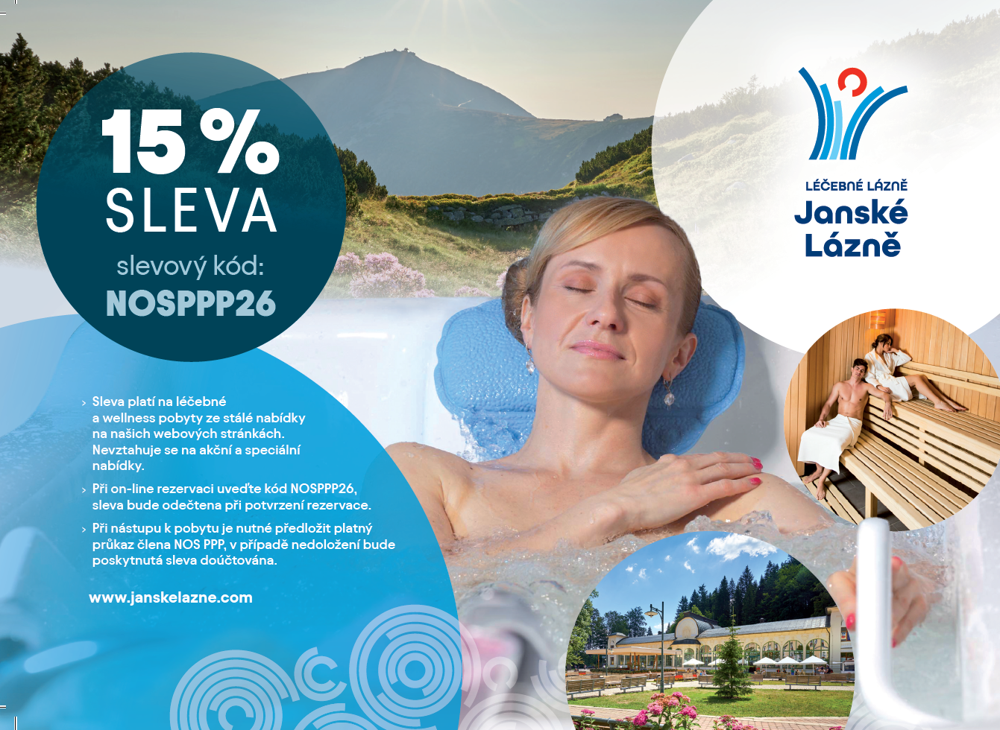 15 %
SLEVA
slevový kód:
NOSPPP26
LÉČEBNÉ LÁZNĚ
Janské
Lázně
› Sleva platí na léčebné
a wellness pobyty ze stálé nabídky
na našich webových stránkách.
Nevztahuje se na akční a speciální
nabídky.
› Při on-line rezervaci uveďte kód NOSPPP26,
sleva bude odečtena při potvrzení rezervace.
› Při nástupu k pobytu je nutné předložit platný
průkaz člena NOS PPP, v případě nedoložení bude
poskytnutá sleva doúčtována.
www.janskelazne.com